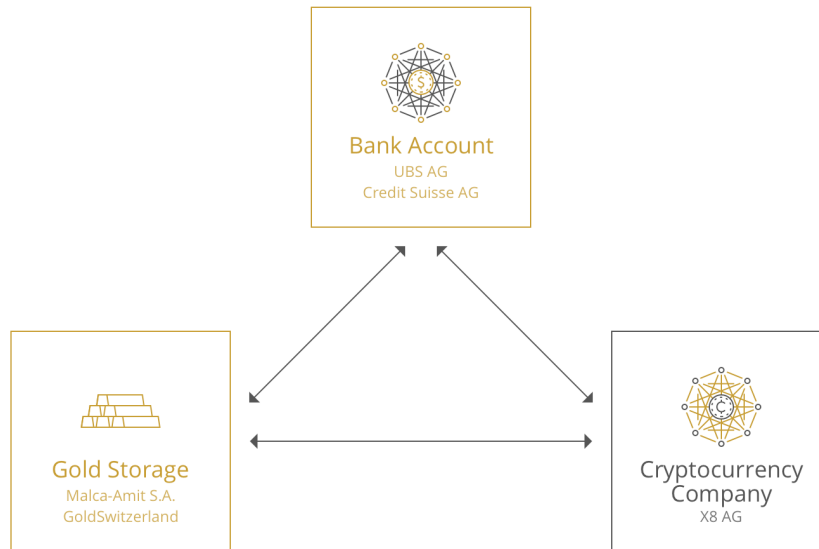 $
Bank Account
UBS AG
Credit Suisse AG
Gold Storage
Malca-Amit S.A.
GoldSwitzerland
₵
Cryptocurrency
Company
X8 AG